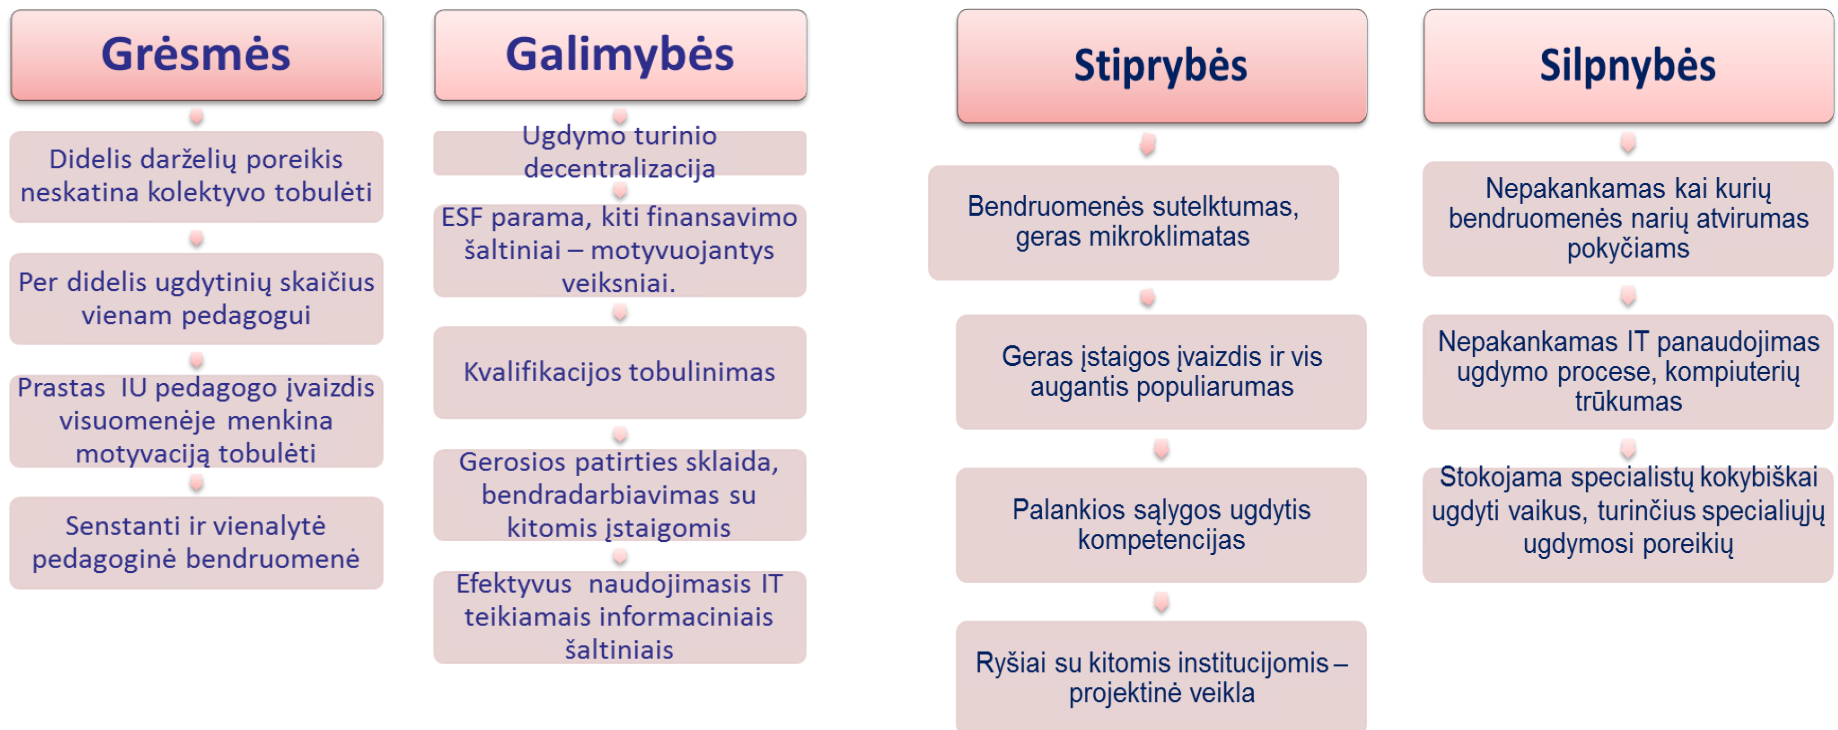 Grėsmės
Didelis darželių poreikis
neskatina kolektyvo tobulėti
Per didelis ugdytinių skaičius
vienam pedagogui
Prastas IU pedagogo įvaizdis
visuomenėje menkina
motyvaciją tobulėti
Senstanti ir vienalytė
pedagoginė bendruomenė
Galimybės
Ugdymo turinio
decentralizacija
ESF parama, kiti finansavimo
šaltiniai – motyvuojantys
veiksniai.
Kvalifikacijos tobulinimas
Gerosios patirties sklaida,
bendradarbiavimas su
kitomis įstaigomis
Efektyvus naudojimasis IT
teikiamais informaciniais
šaltiniais
Stiprybės
Bendruomenės sutelktumas,
geras mikroklimatas
Geras įstaigos įvaizdis ir vis
augantis populiarumas
Palankios sąlygos ugdytis
kompetencijas
Ryšiai su kitomis institucijomis –
projektinė veikla
Silpnybės
Nepakankamas kai kurių
bendruomenės narių atvirumas
pokyčiams
Nepakankamas IT panaudojimas
ugdymo procese, kompiuterių
trūkumas
Stokojama specialistų kokybiškai
ugdyti vaikus, turinčius specialiųjų
ugdymosi poreikių